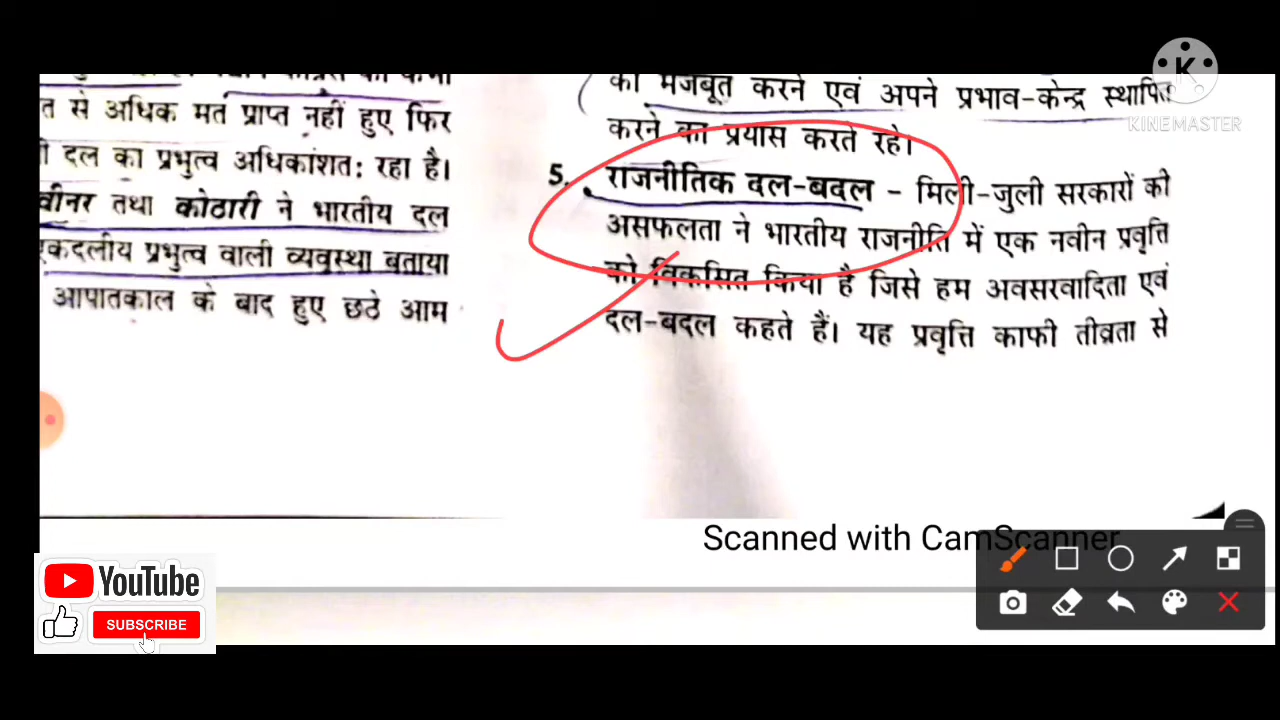 त से अधिक मत प्राप्त नहीं हुए फिर
दल का प्रभुत्व अधिकांशतः रहा है।
तथा कोठारी ने भारतीय दल
एकदलीय प्रभुत्व वाली व्यवस्था बताया
आपातकाल के बाद हुए छठे आम
को मजबूत करने एवं अपने प्रभाव-केन्द्र स्थापित
करने का प्रयास करते रहे।
5. राजनीतिक दल-बदल - मिली-जुली सरकारों की
असफलता ने भारतीय राजनीति में एक नवीन प्रवृत्ति
को विकसित किया है जिसे हम अवसरवादिता एवं
दल-बदल कहते हैं। यह प्रवृत्ति काफी तीव्रता से
K
KINEMASTER
Scanned with CamScanner
YouTube
SUBSCRIBE